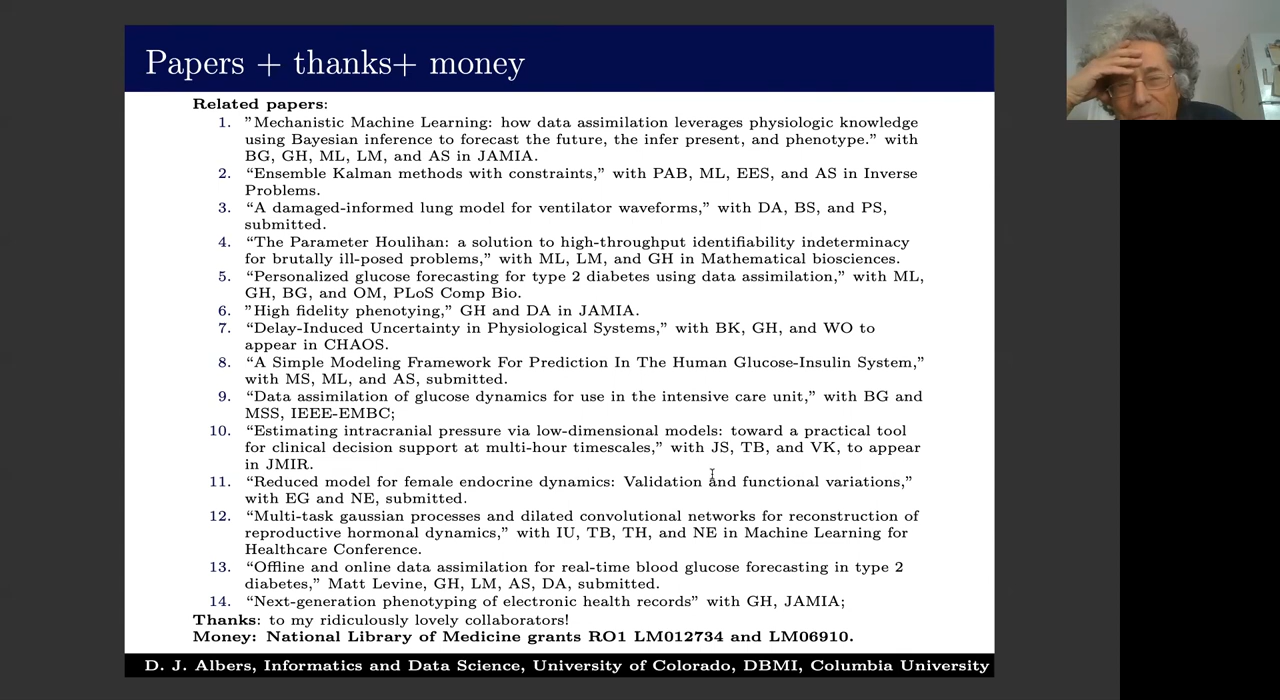 Papers + thanks+ money
Related papers:
1. "Mechanistic Machine Learning: how data assimilation leverages physiologic knowledge
using Bayesian inference to forecast the future, the infer present, and phenotype." with
BG, GH, ML, LM, and AS in JAMIA.
2. “Ensemble Kalman methods with constraints,” with PAB, ML, EES, and AS in Inverse
Problems.
3. “A damaged-informed lung model for ventilator waveforms,” with DA, BS, and PS,
submitted.
4. “The Parameter Houlihan: a solution to high-throughput identifiability indeterminacy
for brutally ill-posed problems,” with ML, LM, and GH in Mathematical biosciences.
5. “Personalized glucose forecasting for type 2 diabetes using data assimilation,” with ML,
GH, BG, and OM, PLoS Comp Bio.
6. "High fidelity phenotying," GH and DA in JAMIA.
7. “Delay-Induced Uncertainty in Physiological Systems,” with BK, GH, and WO to
appear in CHAOS.
8. “A Simple Modeling Framework For Prediction In The Human Glucose-Insulin System,”
with MS, ML, and AS, submitted.
9. “Data assimilation of glucose dynamics for use in the intensive care unit,” with BG and
MSS, IEEE-EMBC;
10. “Estimating intracranial pressure via low-dimensional models: toward a practical tool
for clinical decision support at multi-hour timescales,” with JS, TB, and VK, to appear
in JMIR.
11. “Reduced model for female endocrine dynamics: Validation and functional variations,”
with EG and NE, submitted.
12. “Multi-task gaussian processes and dilated convolutional networks for reconstruction of
reproductive hormonal dynamics,” with IU, TB, TH, and NE in Machine Learning for
Healthcare Conference.
13. “Offline and online data assimilation for real-time blood glucose forecasting in type 2
diabetes,” Matt Levine, GH, LM, AS, DA, submitted.
14. “Next-generation phenotyping of electronic health records” with GH, JAMIA;
Thanks: to my ridiculously lovely collaborators!
Money: National Library of Medicine grants RO1 LM012734 and LM06910.
D. J. Albers, Informatics and Data Science, University of Colorado, DBMI, Columbia University